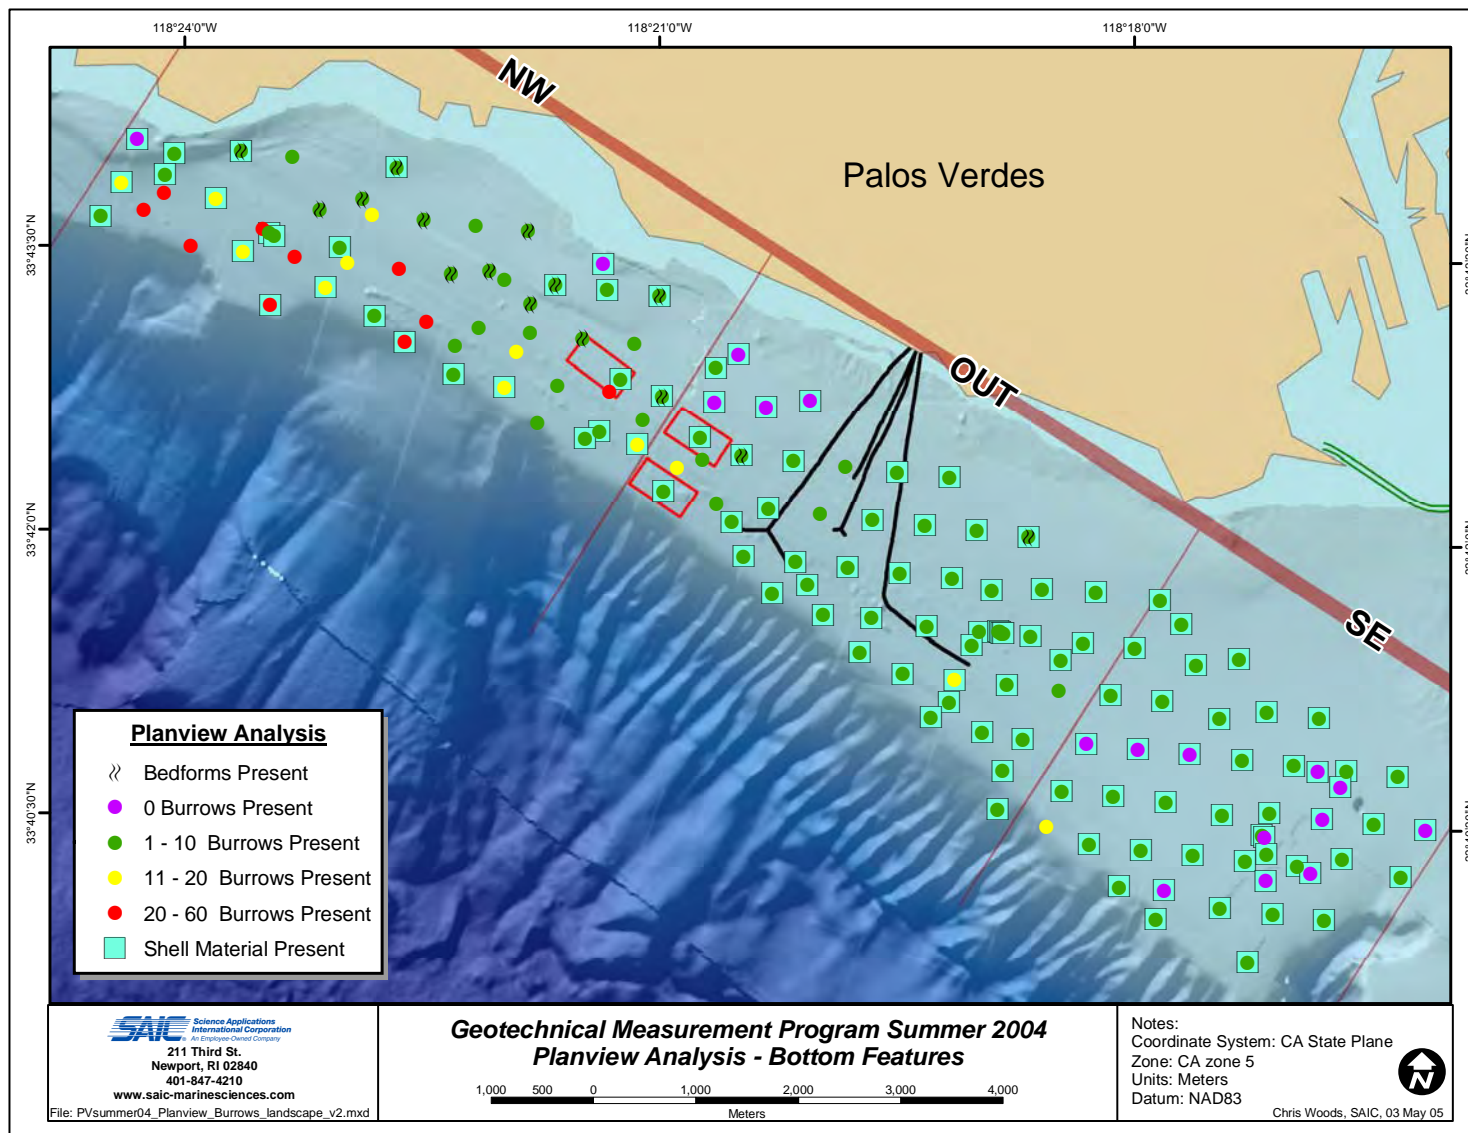 118°24'0"W
118°21'0"W
118°18'0"W
NW
Palos Verdes
33°43'30"N
OUT
33°42'0"N
SE
33°40'30"N
Planview Analysis
Bedforms Present
0 Burrows Present
1 - 10 Burrows Present
11 - 20 Burrows Present
20 - 60 Burrows Present
Shell Material Present
SAIC
Science Applications
International Corporation
An Employee-Owned Company
211 Third St.
Newport, RI 02840
401-847-4210
www.saic-marinesciences.com
File: PVsummer04_Planview_Burrows_landscape_v2.mxd
Geotechnical Measurement Program Summer 2004
Planview Analysis - Bottom Features
1,000 500 0 1,000 2,000 3,000 4,000
Meters
Notes:
Coordinate System: CA State Plane
Zone: CA zone 5
Units: Meters
Datum: NAD83
N
Chris Woods, SAIC, 03 May 05